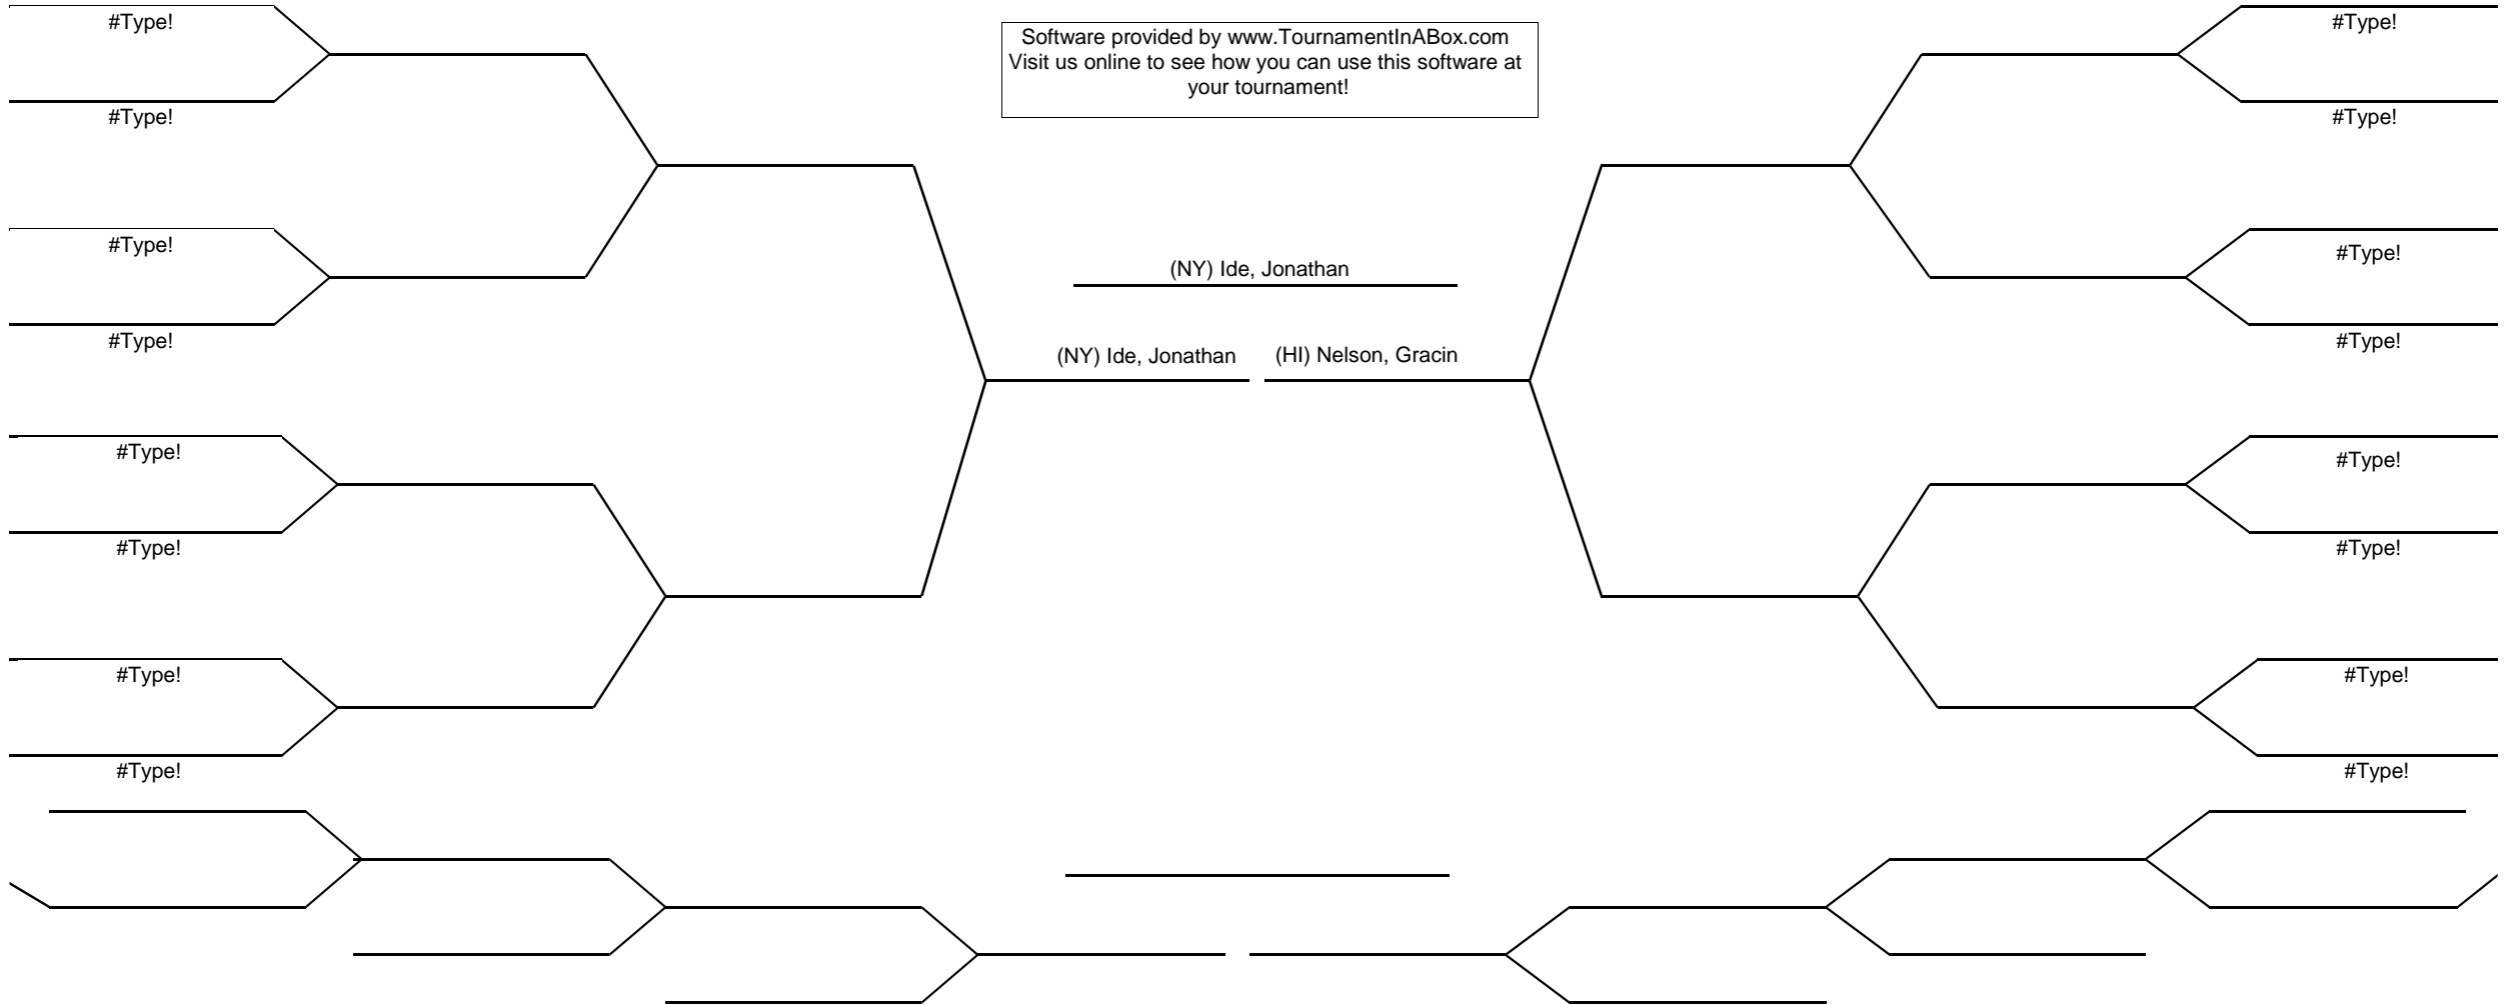 #Type!
Software provided by www.TournamentInABox.com
Visit us online to see how you can use this software at
your tournament!
#Type!
#Type!
#Type!
#Type!
#Type!
(NY) Ide, Jonathan
#Type!
#Type!
(NY) Ide, Jonathan
(HI) Nelson, Gracin
#Type!
#Type!
#Type!
#Type!
#Type!
#Type!
#Type!
#Type!
#Type!